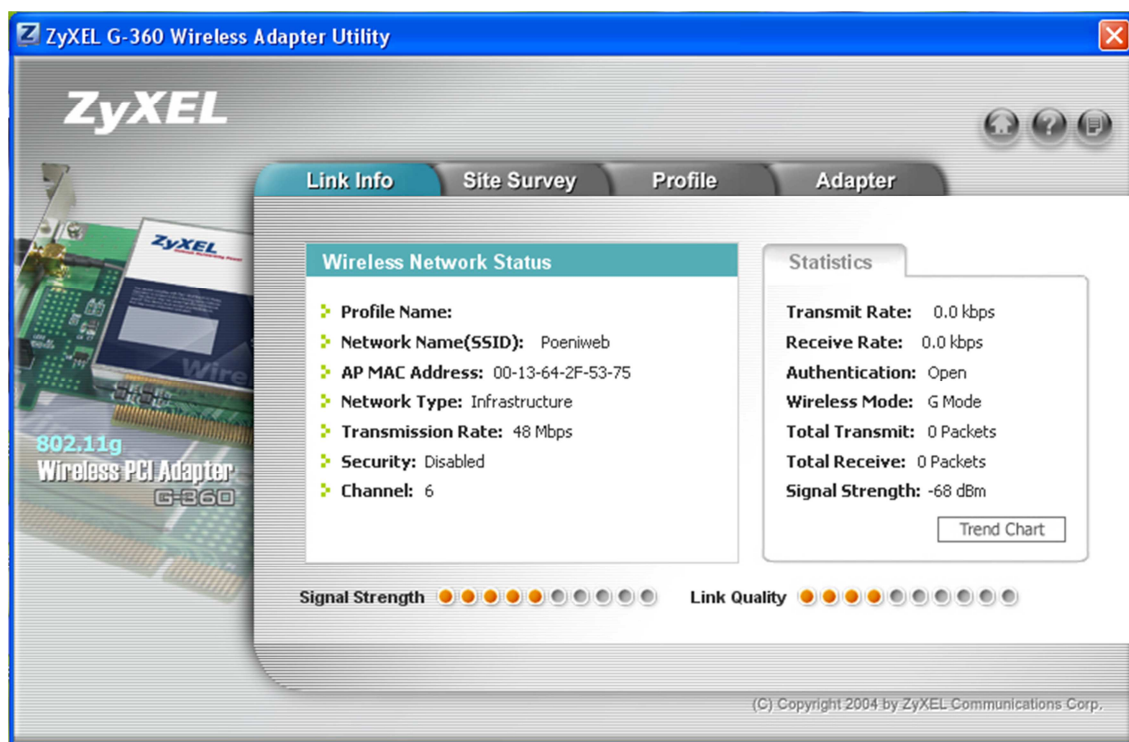 ZyXEL G-360 Wireless Adapter Utility
ZyXEL
Link Info
Site Survey
Profile
Adapter
ZyXEL
Wire
802.11g
Wireless PCI Adapter
G-360
Wireless Network Status
Profile Name:
Network Name(SSID): Poeniweb
AP MAC Address: 00-13-64-2F-53-75
Network Type: Infrastructure
Transmission Rate: 48 Mbps
Security: Disabled
Channel: 6
Statistics
Transmit Rate: 0.0 kbps
Receive Rate: 0.0 kbps
Authentication: Open
Wireless Mode: G Mode
Total Transmit: 0 Packets
Total Receive: 0 Packets
Signal Strength: -68 dBm
Trend Chart
Signal Strength
Link Quality
(C) Copyright 2004 by ZyXEL Communications Corp.